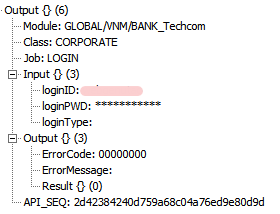 Output {} (6)
Module: GLOBAL/VNM/BANK_Techcom
Class: CORPORATE
Job: LOGIN
Input {} (3)
loginID:
loginPWD: ***********
loginType:
Output {} (3)
ErrorCode: 00000000
ErrorMessage:
Result {} (0)
API_SEQ: 2d42384240d759a68c04a76ed9e80d9d